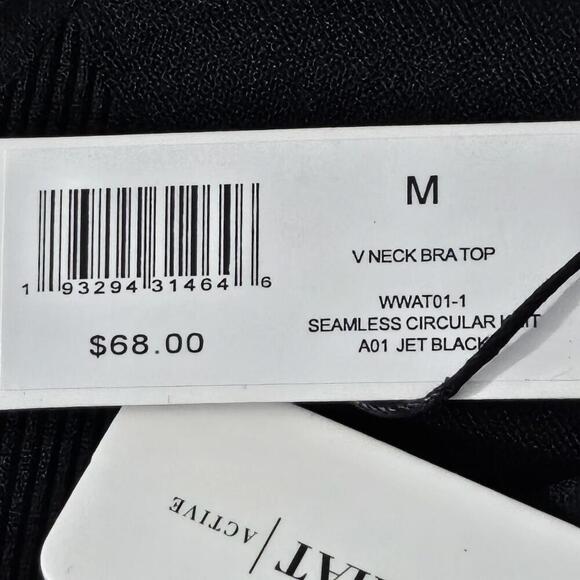 M
V NECK BRA TOP
WWAT01-1
SEAMLESS CIRCULAR
A01 JET BLACK
1 93294 31464 6
$68.00
ACTIVE